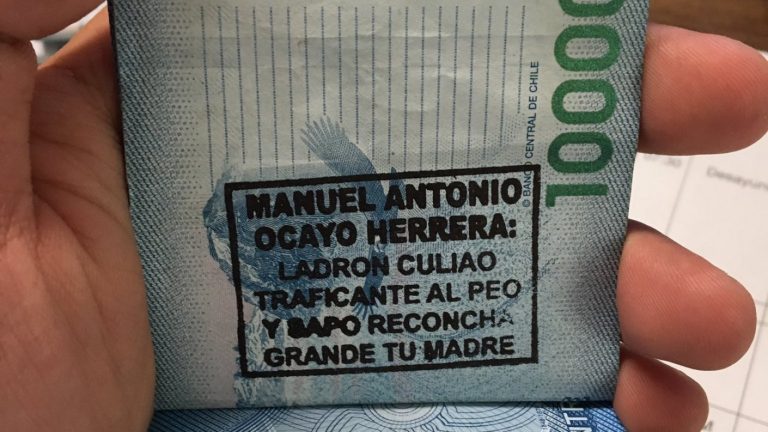 10000
© BANCO CENTRAL DE CHILE
Desayuno
MANUEL ANTONIO
OCAYO HERRERA:
LADRON CULIAO
TRAFICANTE AL PEO
Y SAPO RECONCHA
GRANDE TU MADRE